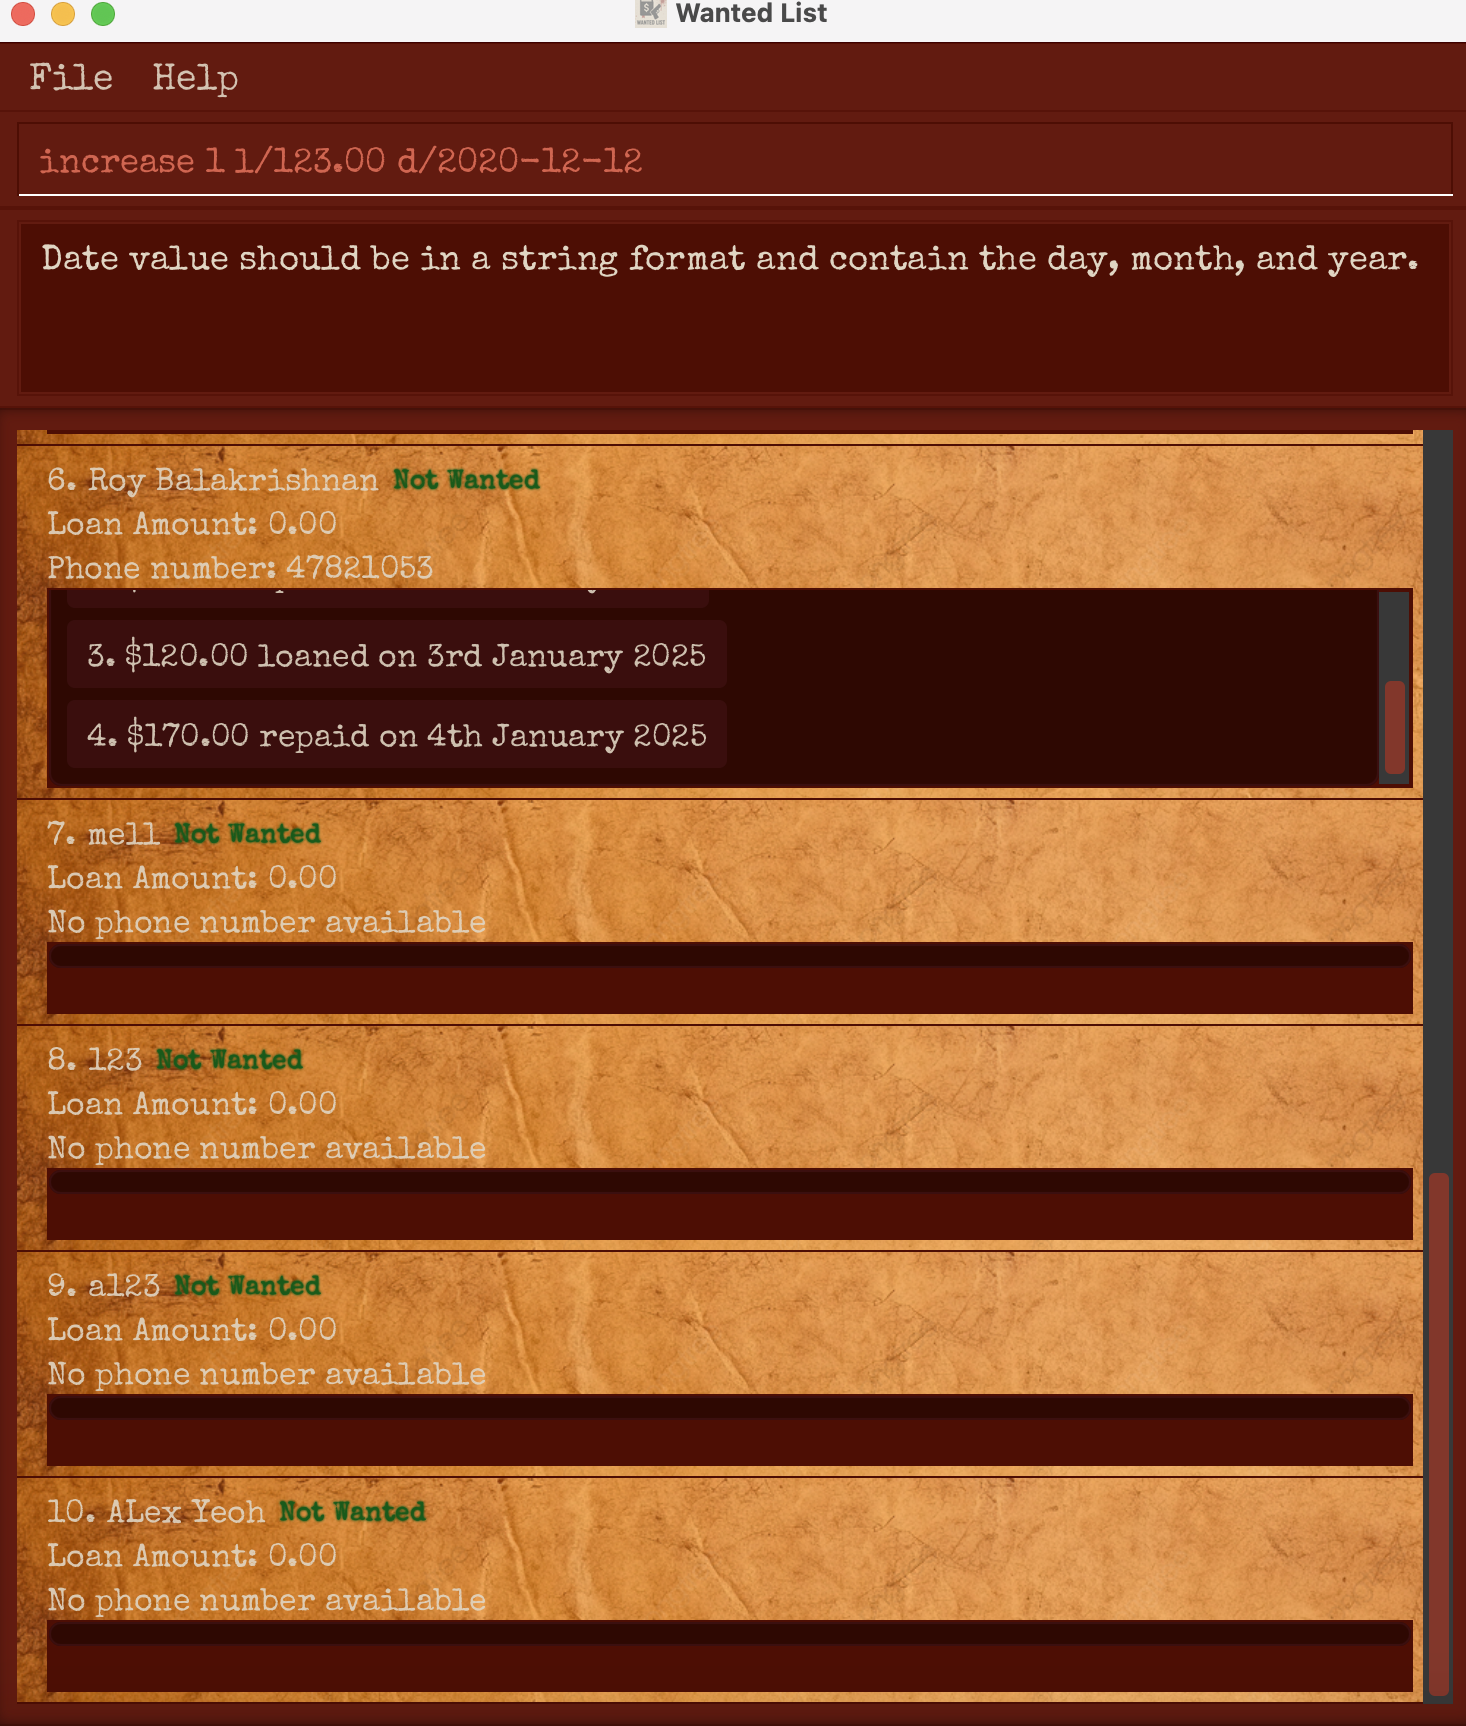 Wanted List
File Help
increase 1 l/123.00 d/2020-12-12
Date value should be in a string format and contain the day, month, and year.
6. Roy Balakrishnan Not Wanted
Loan Amount: 0.00
Phone number: 47821053
3. $120.00 loaned on 3rd January 2025
4. $170.00 repaid on 4th January 2025
7. mell Not Wanted
Loan Amount: 0.00
No phone number available
8. 123 Not Wanted
Loan Amount: 0.00
No phone number available
9. a123 Not Wanted
Loan Amount: 0.00
No phone number available
10. ALex Yeoh Not Wanted
Loan Amount: 0.00
No phone number available